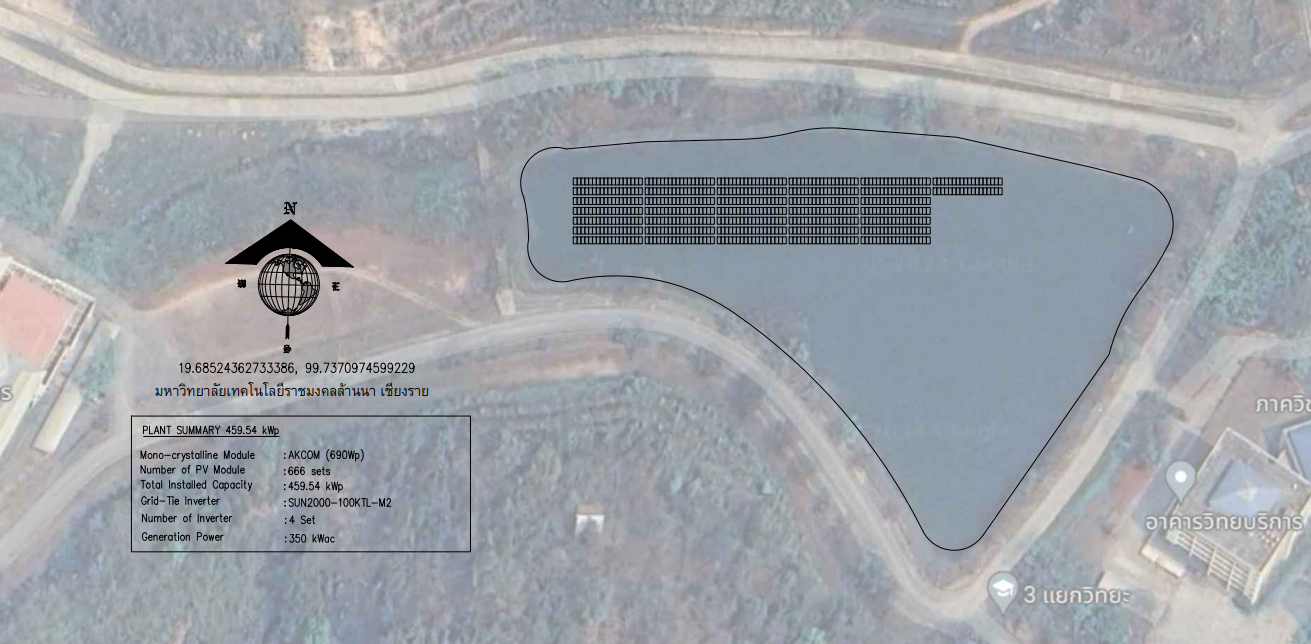 N
W
E
S
19.68524362733386, 99.7370974599229
มหาวิทยาลัยเทคโนโลยีราชมงคลล้านนา เชียงราย
PLANT SUMMARY 459.54 kWp
Mono-crystalline Module :AKCOM (690Wp)
Number of PV Module :666 sets
Total Installed Capacity :459.54 kWp
Grid-Tie Inverter :SUN2000-100KTL-M2
Number of Inverter :4 Set
Generation Power :350 kWac
อาคารวิทยบริการ
3 แยกวิทยะ